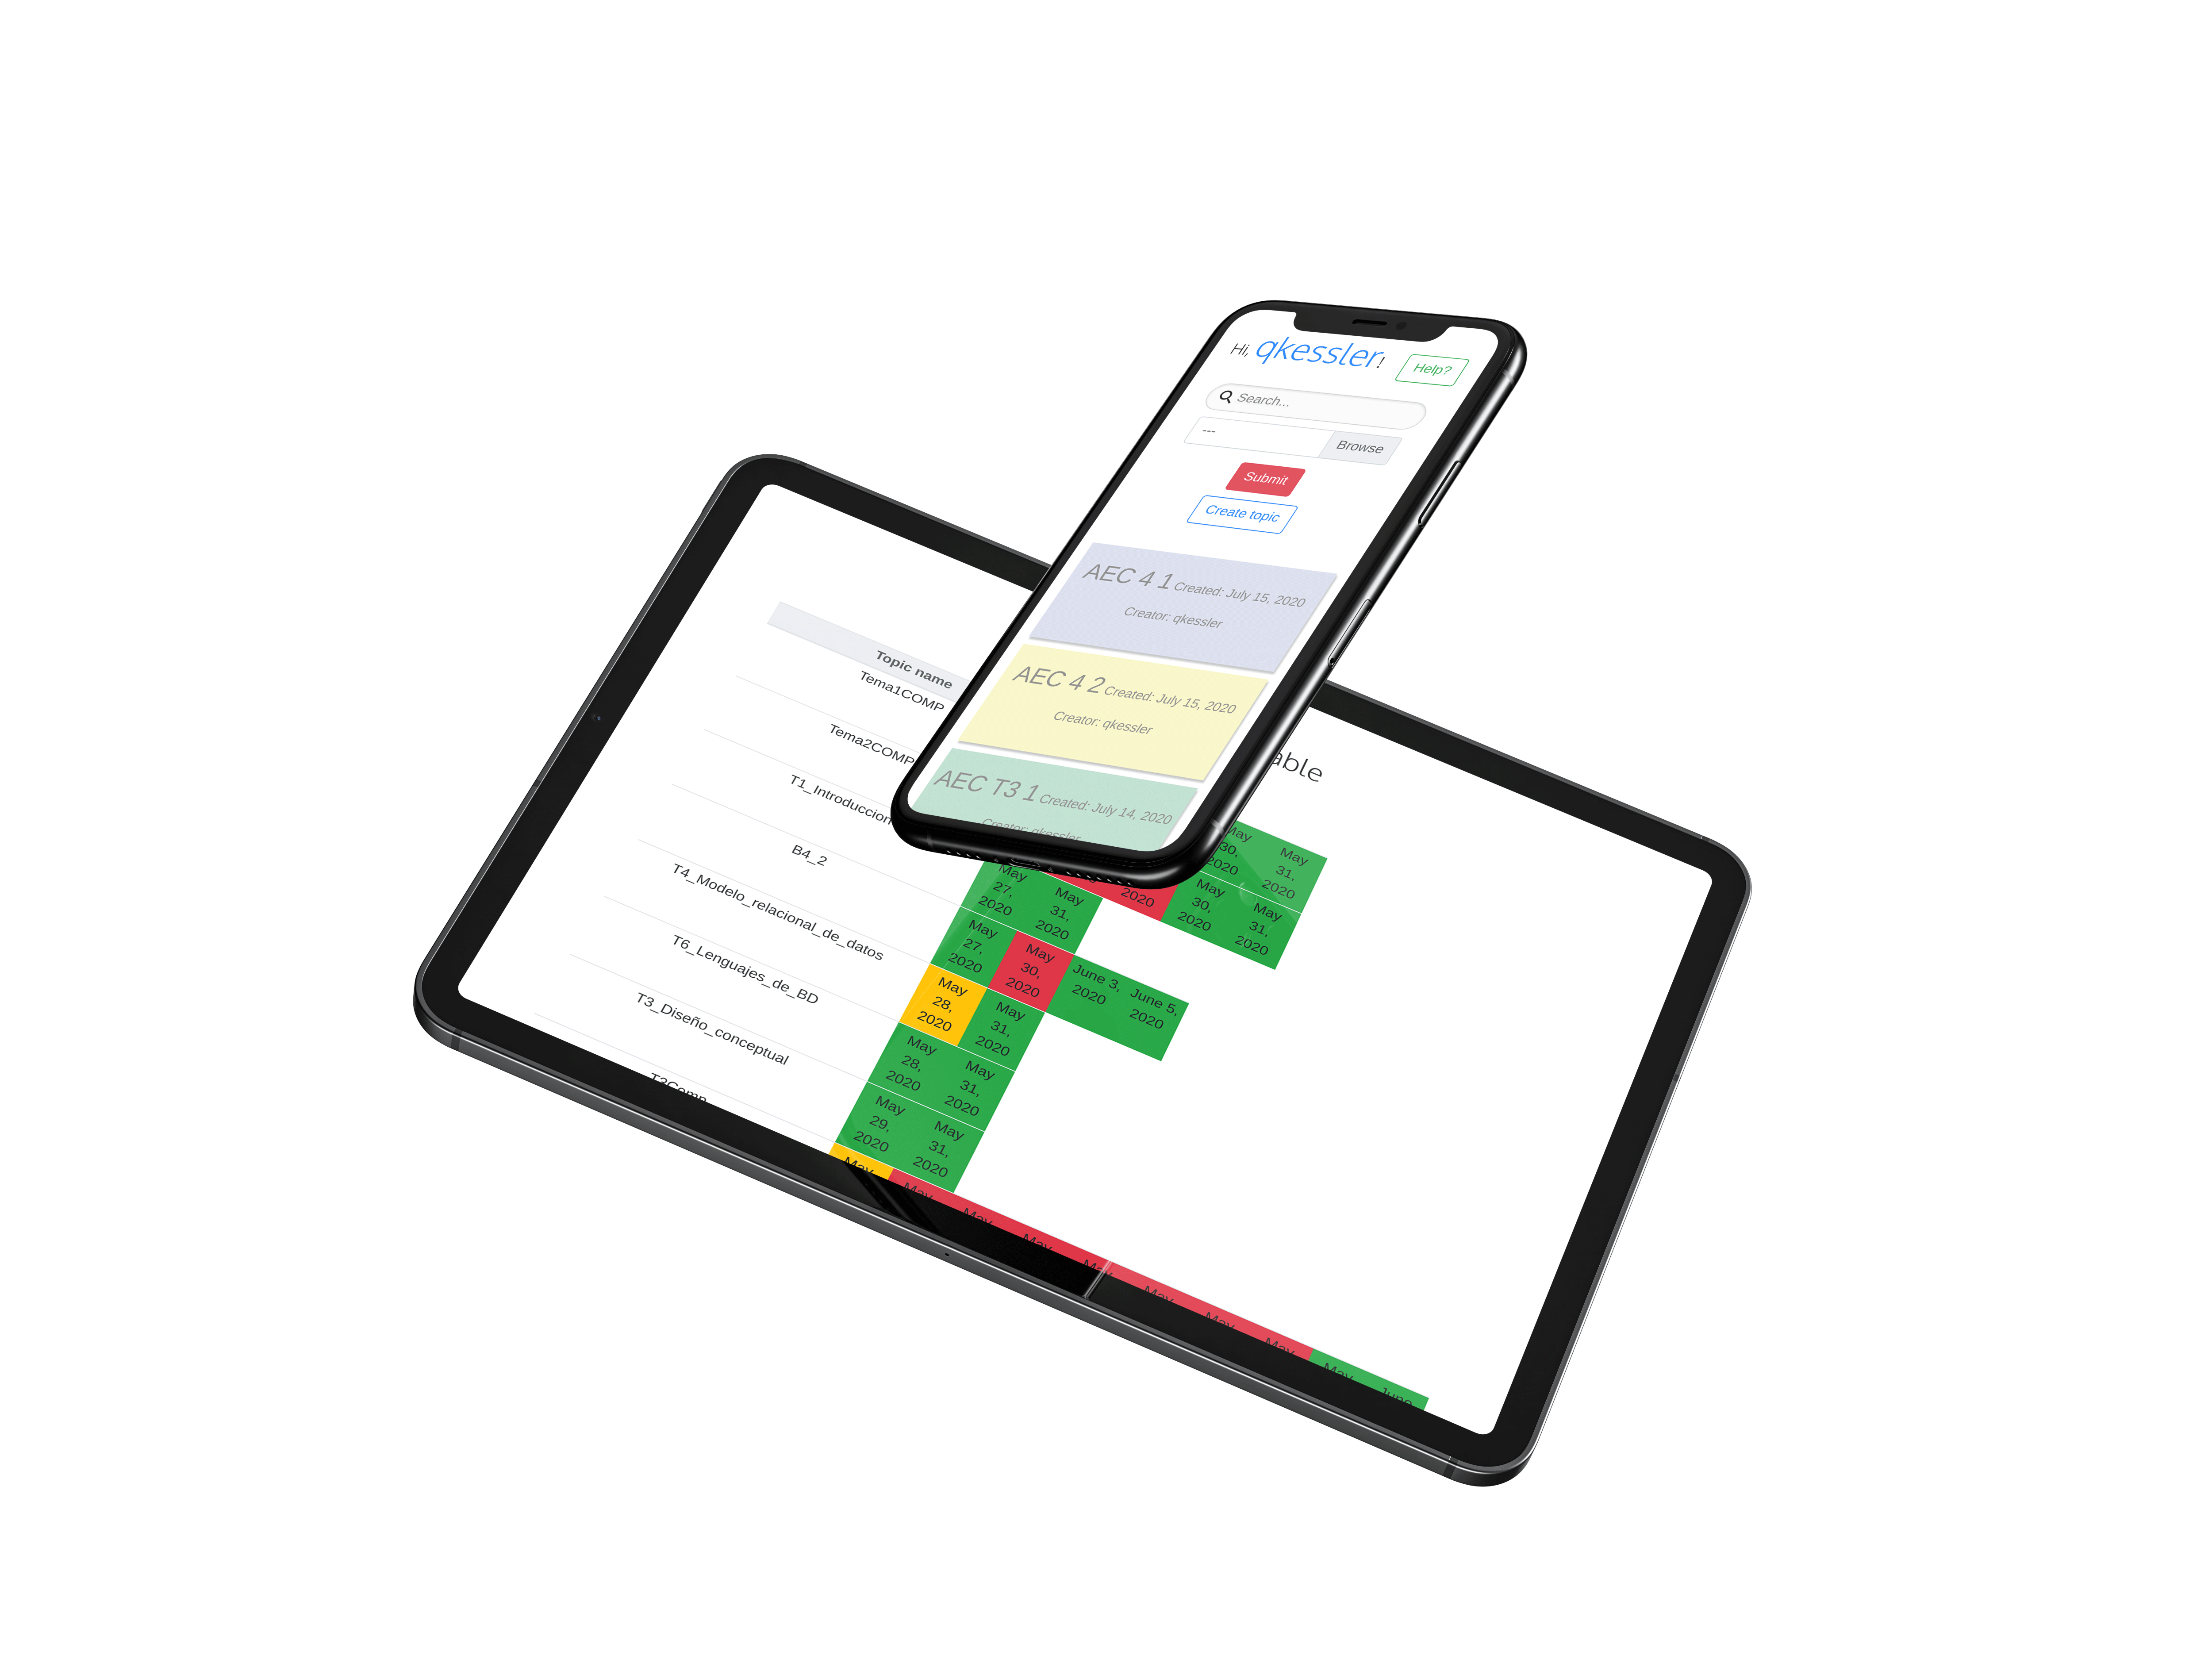 Hi, qkessler!
Help?
Search...
---
Browse
Submit
Create topic
AEC 4 1 Created: July 15, 2020
Creator: qkessler
AEC 4 2 Created: July 15, 2020
Creator: qkessler
AEC T3 1 Created: July 14, 2020
Creator: qkessler
able
Topic name
Tema1COMP
Tema2COMP
T1_Introduccion
May
30,
2020
May
31,
2020
B4_2
May
27,
2020
May
31,
2020
2020
May
30,
2020
May
31,
2020
T4_Modelo_relacional_de_datos
May
27,
2020
May
30,
2020
June 3,
2020
June 5,
2020
T6_Lenguajes_de_BD
May
28,
2020
May
31,
2020
T3_Diseño_conceptual
May
28,
2020
May
31,
2020
T2Comp
May
29,
2020
May
31,
2020
May
May
May
May
May
May
May
May
May
June